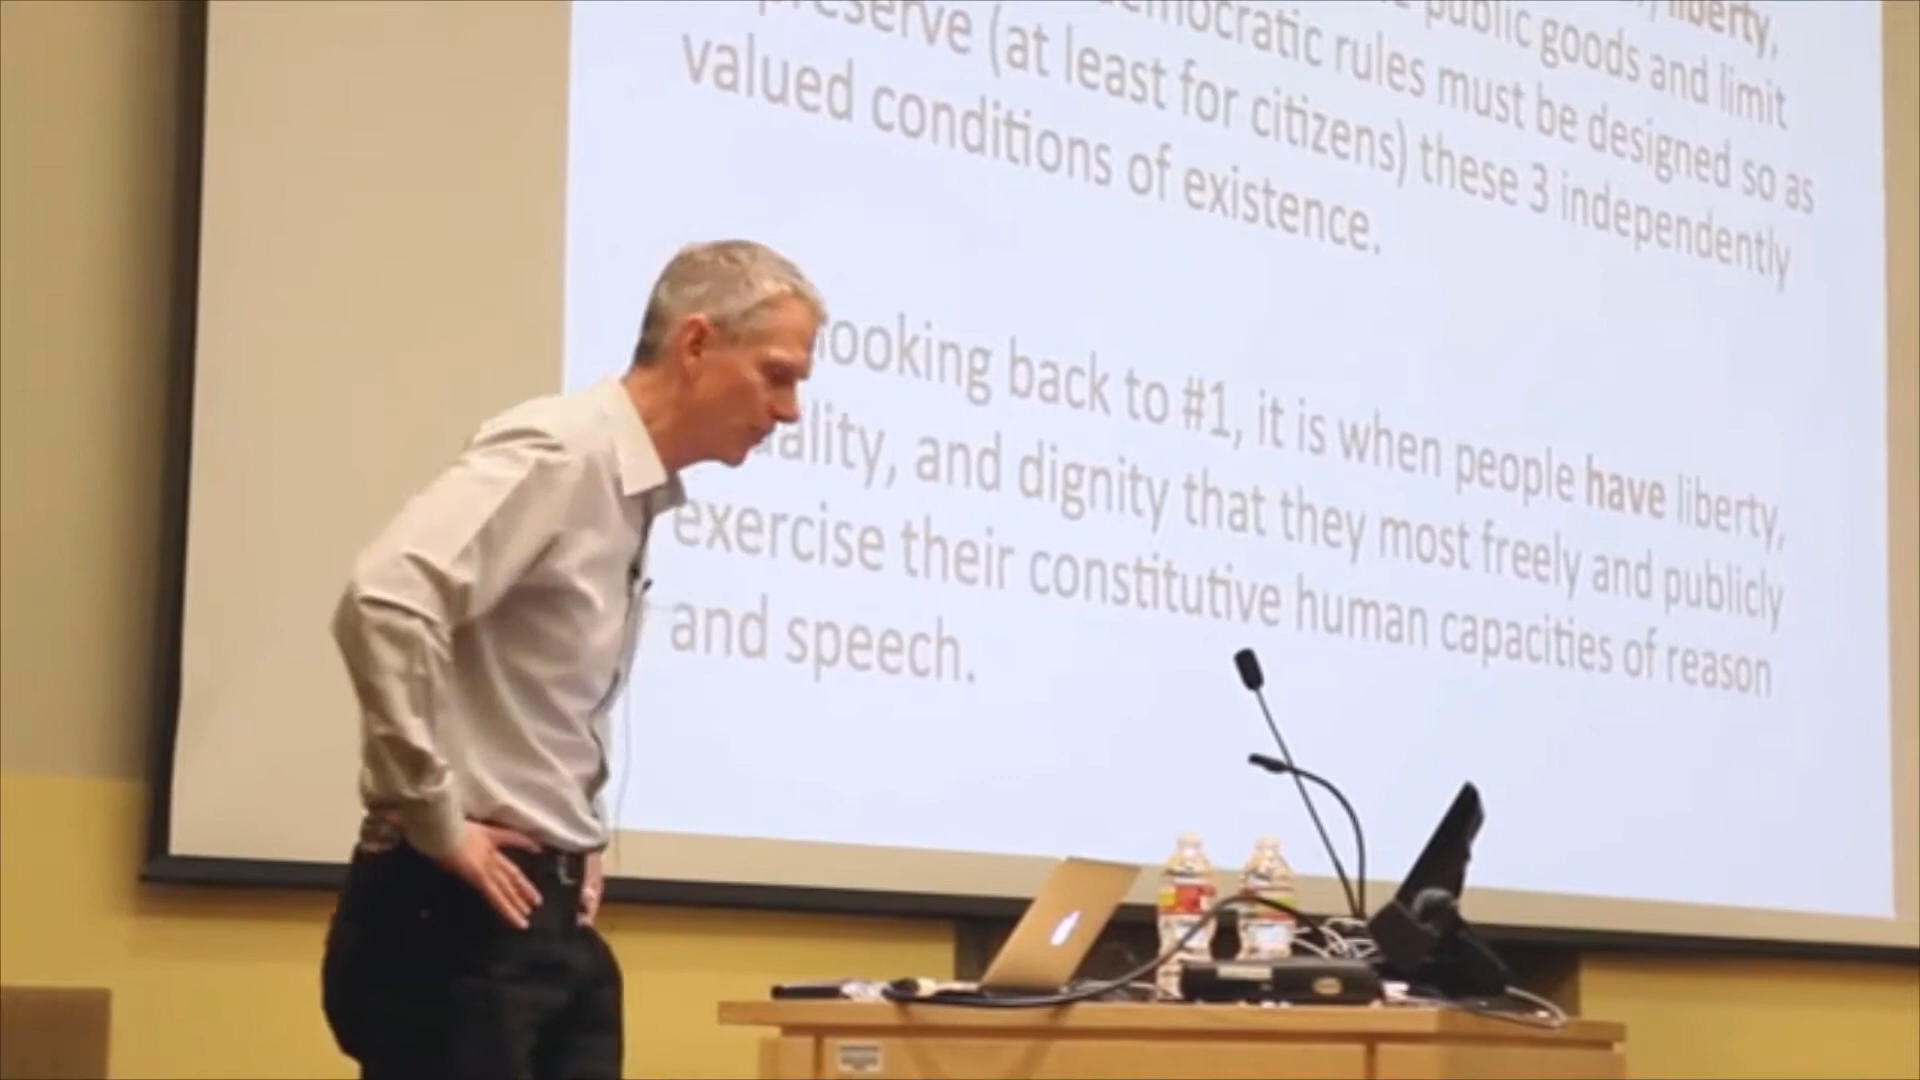 liberty,
public goods and limit
democratic rules must be designed so as
preserve (at least for citizens) these 3 independently
valued conditions of existence.
looking back to #1, it is when people have liberty,
ality, and dignity that they most freely and publicly
exercise their constitutive human capacities of reason
and speech.